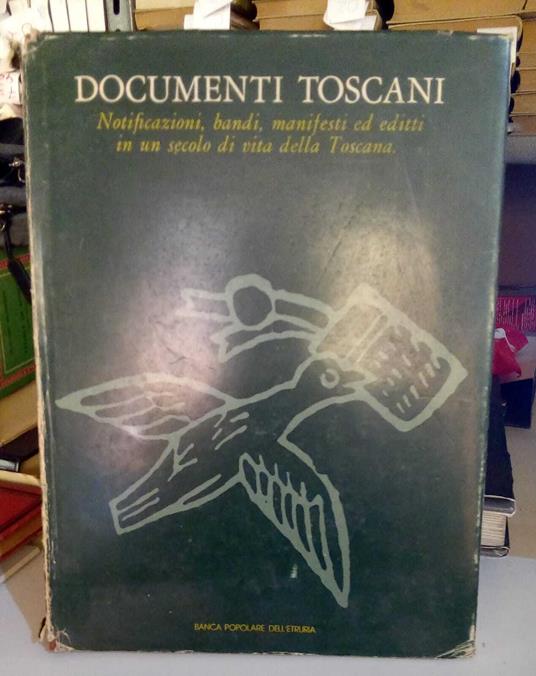 DOCUMENTI TOSCANI
Notificazioni, bandi, manifesti ed editti
in un secolo di vita della Toscana.
BANCA POPOLARE DELL'ETRURIA